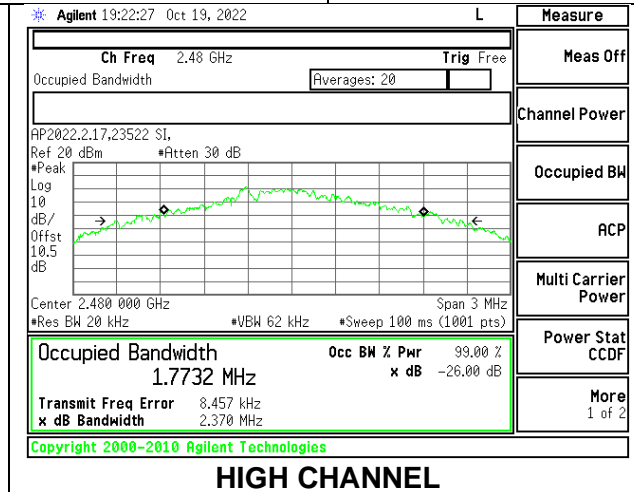 Agilent 19:22:27 Oct 19, 2022 L
Measure
Ch Freq 2.48 GHz Trig Free
Meas Off
Occupied Bandwidth Averages: 20
Channel Power
AP2022.2.17,23522 SI,
Ref 20 dBm #Atten 30 dB
#Peak
Log
10
dB/
Offst
10.5
dB
Occupied BW
ACP
Center 2.480 000 GHz Span 3 MHz
#Res BW 20 kHz #VBW 62 kHz #Sweep 100 ms (1001 pts)
Multi Carrier
Power
Occupied Bandwidth Occ BW % Pwr 99.00 %
1.7732 MHz x dB -26.00 dB
Transmit Freq Error 8.457 kHz
x dB Bandwidth 2.370 MHz
Power Stat
CCDF
More
1 of 2
Copyright 2000-2010 Agilent Technologies
HIGH CHANNEL